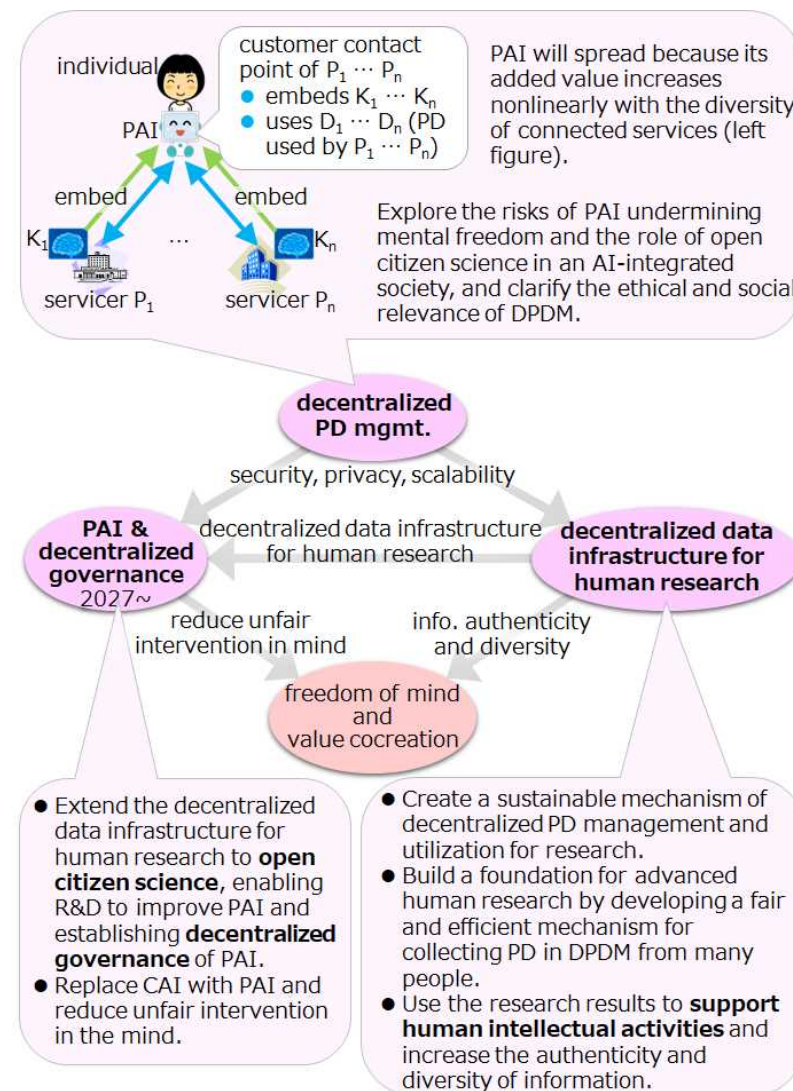 individual
PAI
customer contact
point of P₁ ⋯ Pₙ
● embeds K₁ ⋯ Kₙ
● uses D₁ ⋯ Dₙ (PD
used by P₁ ⋯ Pₙ)
PAI will spread because its
added value increases
nonlinearly with the diversity
of connected services (left
figure).
embed
embed
K₁
⋯
Kₙ
servicer P₁
servicer Pₙ
Explore the risks of PAI undermining
mental freedom and the role of open
citizen science in an AI-integrated
society, and clarify the ethical and social
relevance of DPDM.
decentralized
PD mgmt.
security, privacy, scalability
PAI &
decentralized
governance
2027~
decentralized data infrastructure
for human research
decentralized data
infrastructure for
human research
reduce unfair
intervention in mind
info. authenticity
and diversity
freedom of mind
and
value cocreation
● Extend the decentralized
data infrastructure for
human research to open
citizen science, enabling
R&D to improve PAI and
establishing decentralized
governance of PAI.
● Replace CAI with PAI and
reduce unfair intervention
in the mind.
● Create a sustainable mechanism of
decentralized PD management and
utilization for research.
● Build a foundation for advanced
human research by developing a fair
and efficient mechanism for
collecting PD in DPDM from many
people.
● Use the research results to support
human intellectual activities and
increase the authenticity and
diversity of information.